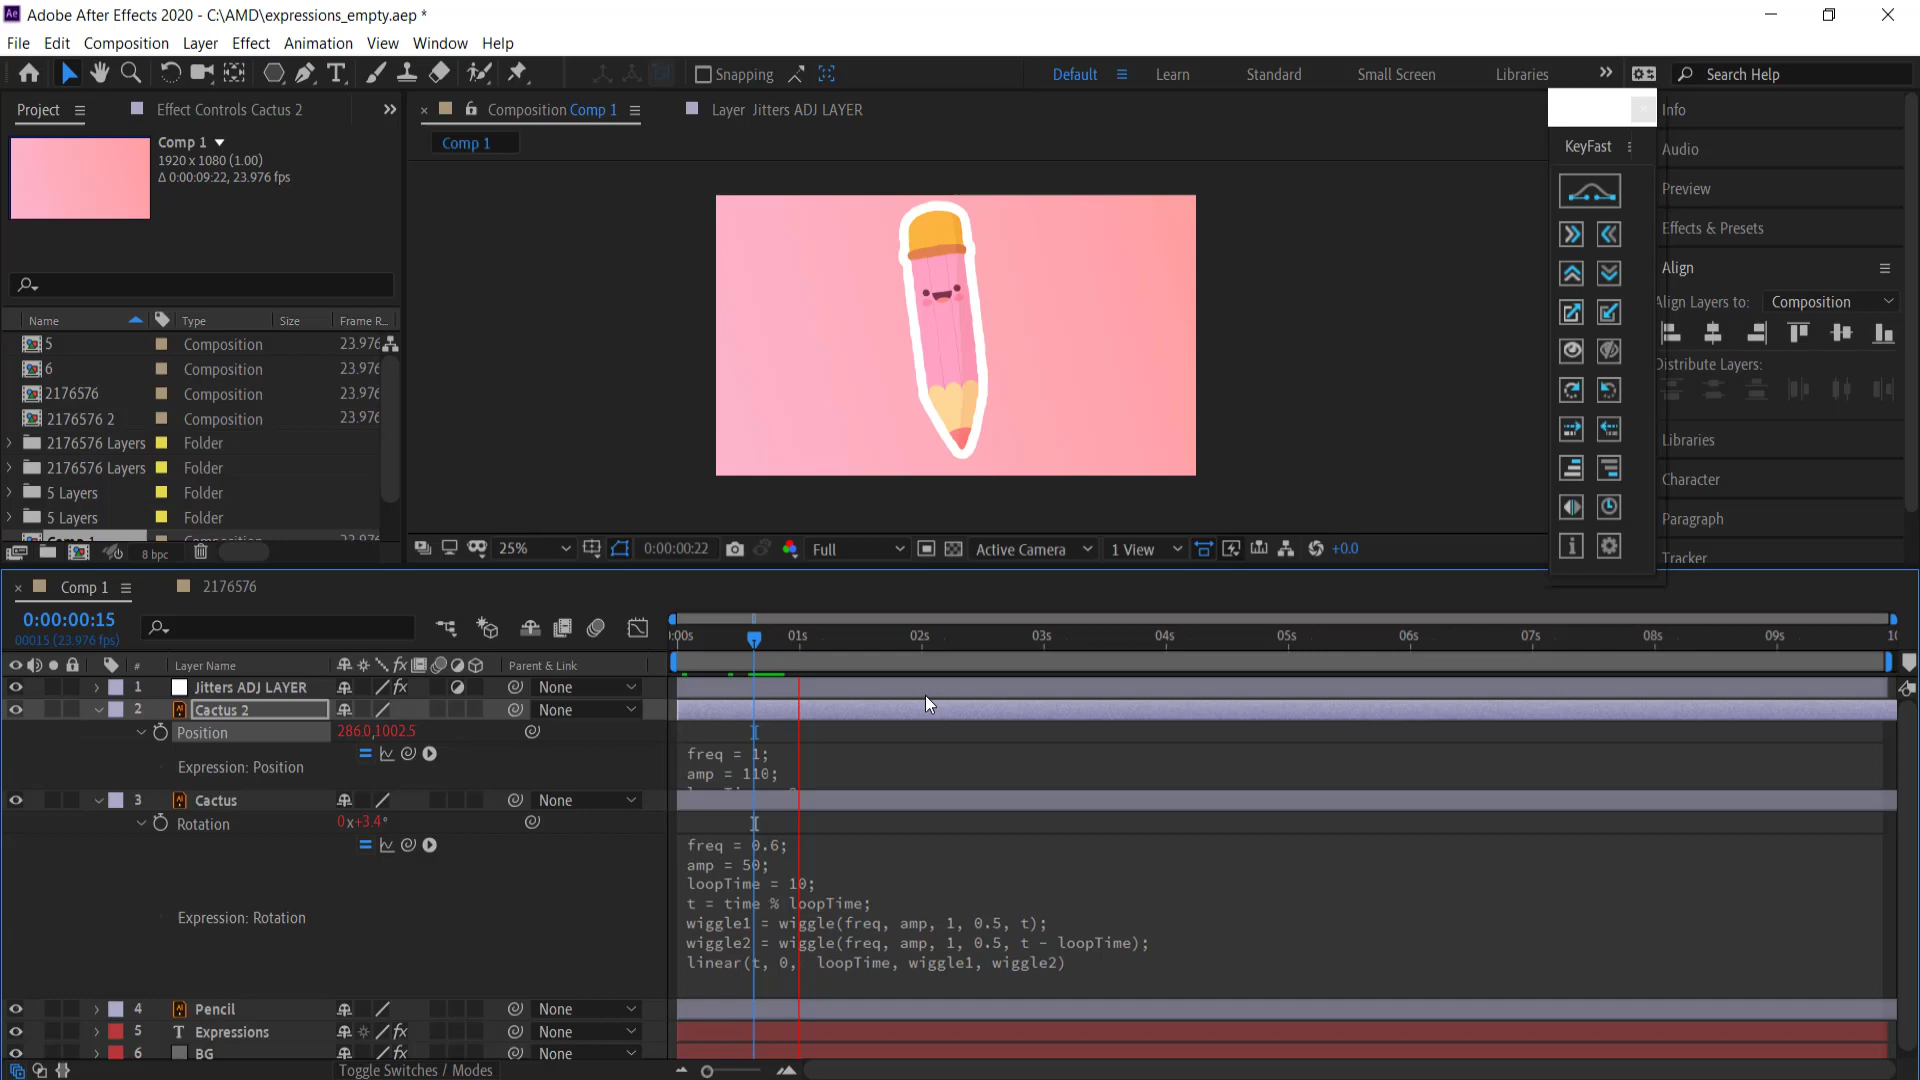 Adobe After Effects 2020 - C:\AMD\expressions_empty.aep *
File Edit Composition Layer Effect Animation View Window Help
Snapping Default Learn Standard Small Screen Libraries Search Help
Project Effect Controls Cactus 2 Composition Comp 1 Layer Jitters ADJ LAYER Info
Comp 1
1920 x 1080 (1.00)
Δ 0:00:09:22, 23.976 fps
Comp 1
KeyFast
Audio
Preview
Effects & Presets
Align
Align Layers to: Composition
Distribute Layers:
Libraries
Character
Paragraph
Tracker
Name Type Size Frame R...
5 Composition 23.976
6 Composition 23.976
2176576 Composition 23.976
2176576 2 Composition 23.976
2176576 Layers Folder
2176576 Layers Folder
5 Layers Folder
5 Layers Folder
8 bpc
25% 0:00:00:22 Full Active Camera 1 View +0.0
Comp 1 2176576
0:00:00:15
00015 (23.976 fps)
:00s 01s 02s 03s 04s 05s 06s 07s 08s 09s 10
# Layer Name Parent & Link
1 Jitters ADJ LAYER None
2 Cactus 2 None
Position 286.0,1002.5
Expression: Position
freq = 1;
amp = 110;
3 Cactus None
Rotation 0x+3.4°
Expression: Rotation
freq = 0.6;
amp = 50;
loopTime = 10;
t = time % loopTime;
wiggle1 = wiggle(freq, amp, 1, 0.5, t);
wiggle2 = wiggle(freq, amp, 1, 0.5, t - loopTime);
linear(t, 0, loopTime, wiggle1, wiggle2)
4 Pencil None
5 T Expressions None
6 BG None
Toggle Switches / Modes